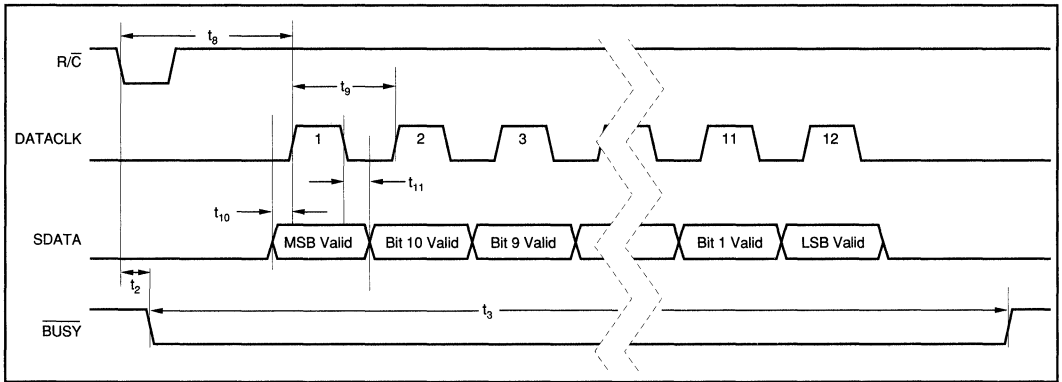 t8
R/C̅
t9
DATACLK
1
2
3
11
12
t11
t10
SDATA
MSB Valid
Bit 10 Valid
Bit 9 Valid
Bit 1 Valid
LSB Valid
t2
t3
B̅U̅S̅Y̅